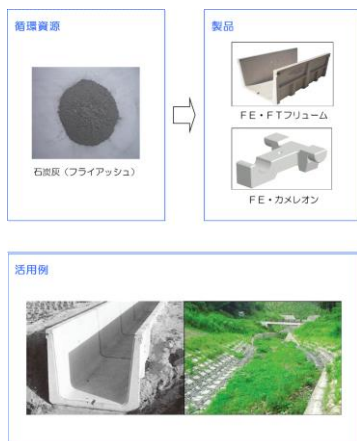 循環資源
石炭灰（フライアッシュ）
製品
ＦＥ・ＦＴフリューム
ＦＥ・カメレオン
活用例